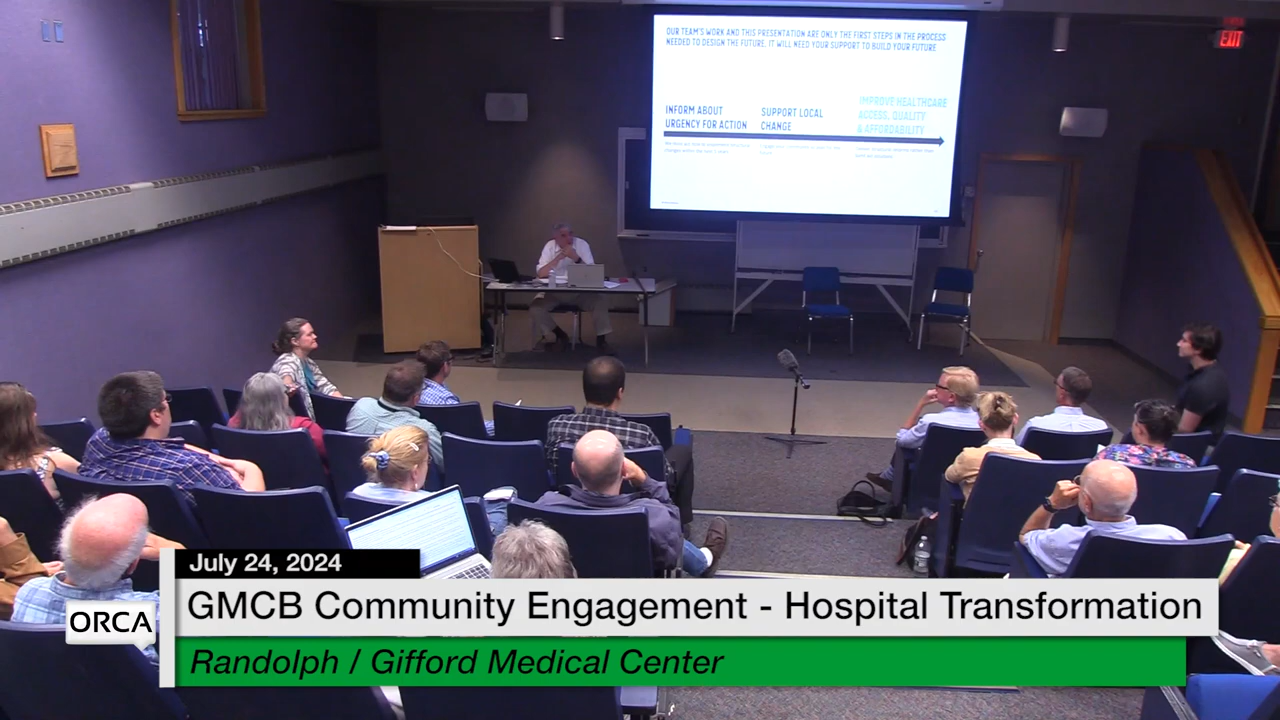 OUR TEAM'S WORK AND THIS PRESENTATION ARE ONLY THE FIRST STEPS IN THE PROCESS
NEEDED TO DESIGN THE FUTURE. IT WILL NEED YOUR SUPPORT TO BUILD YOUR FUTURE
INFORM ABOUT
URGENCY FOR ACTION
SUPPORT LOCAL
CHANGE
IMPROVE HEALTHCARE
ACCESS, QUALITY
& AFFORDABILITY
EXIT
July 24, 2024
GMCB Community Engagement - Hospital Transformation
ORCA
Randolph / Gifford Medical Center